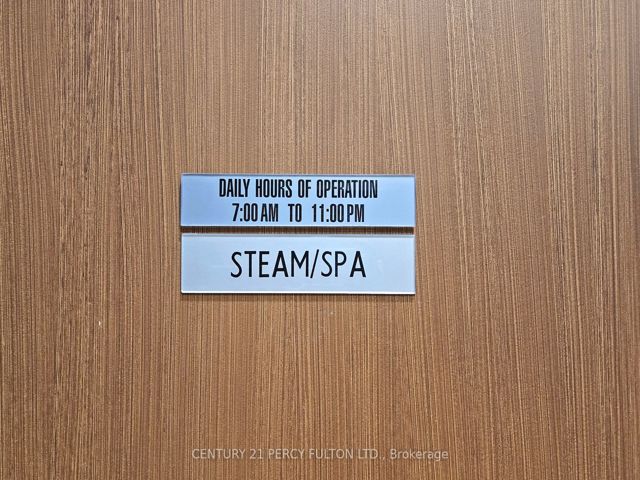 DAILY HOURS OF OPERATION
7:00 AM TO 11:00 PM
STEAM/SPA
CENTURY 21 PERCY FULTON LTD., Brokerage